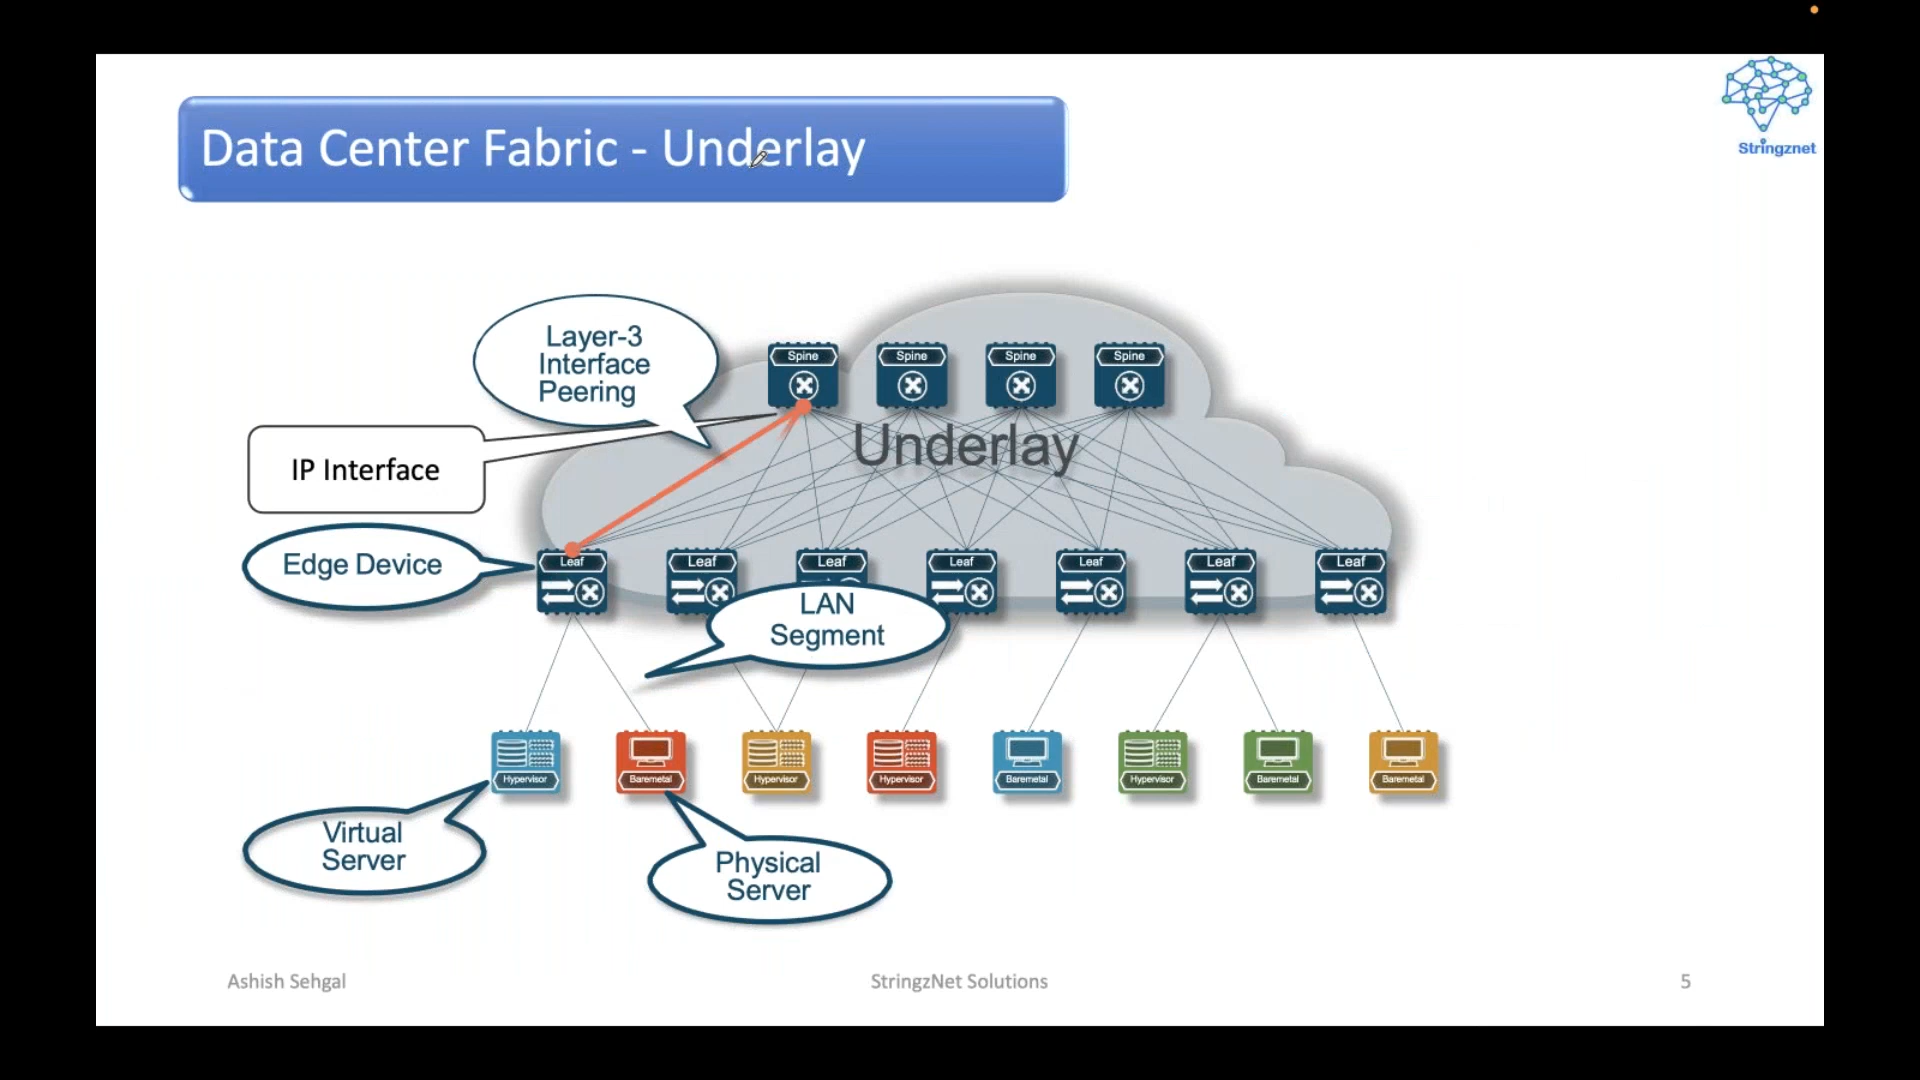 Stringznet
Data Center Fabric - Underlay
Layer-3
Interface
Peering
Spine
Spine
Spine
Spine
Underlay
IP Interface
Edge Device
Leaf
Leaf
Leaf
Leaf
Leaf
Leaf
Leaf
LAN
Segment
Hypervisor
Baremetal
Hypervisor
Hypervisor
Baremetal
Hypervisor
Baremetal
Baremetal
Virtual
Server
Physical
Server
Ashish Sehgal
StringzNet Solutions
5